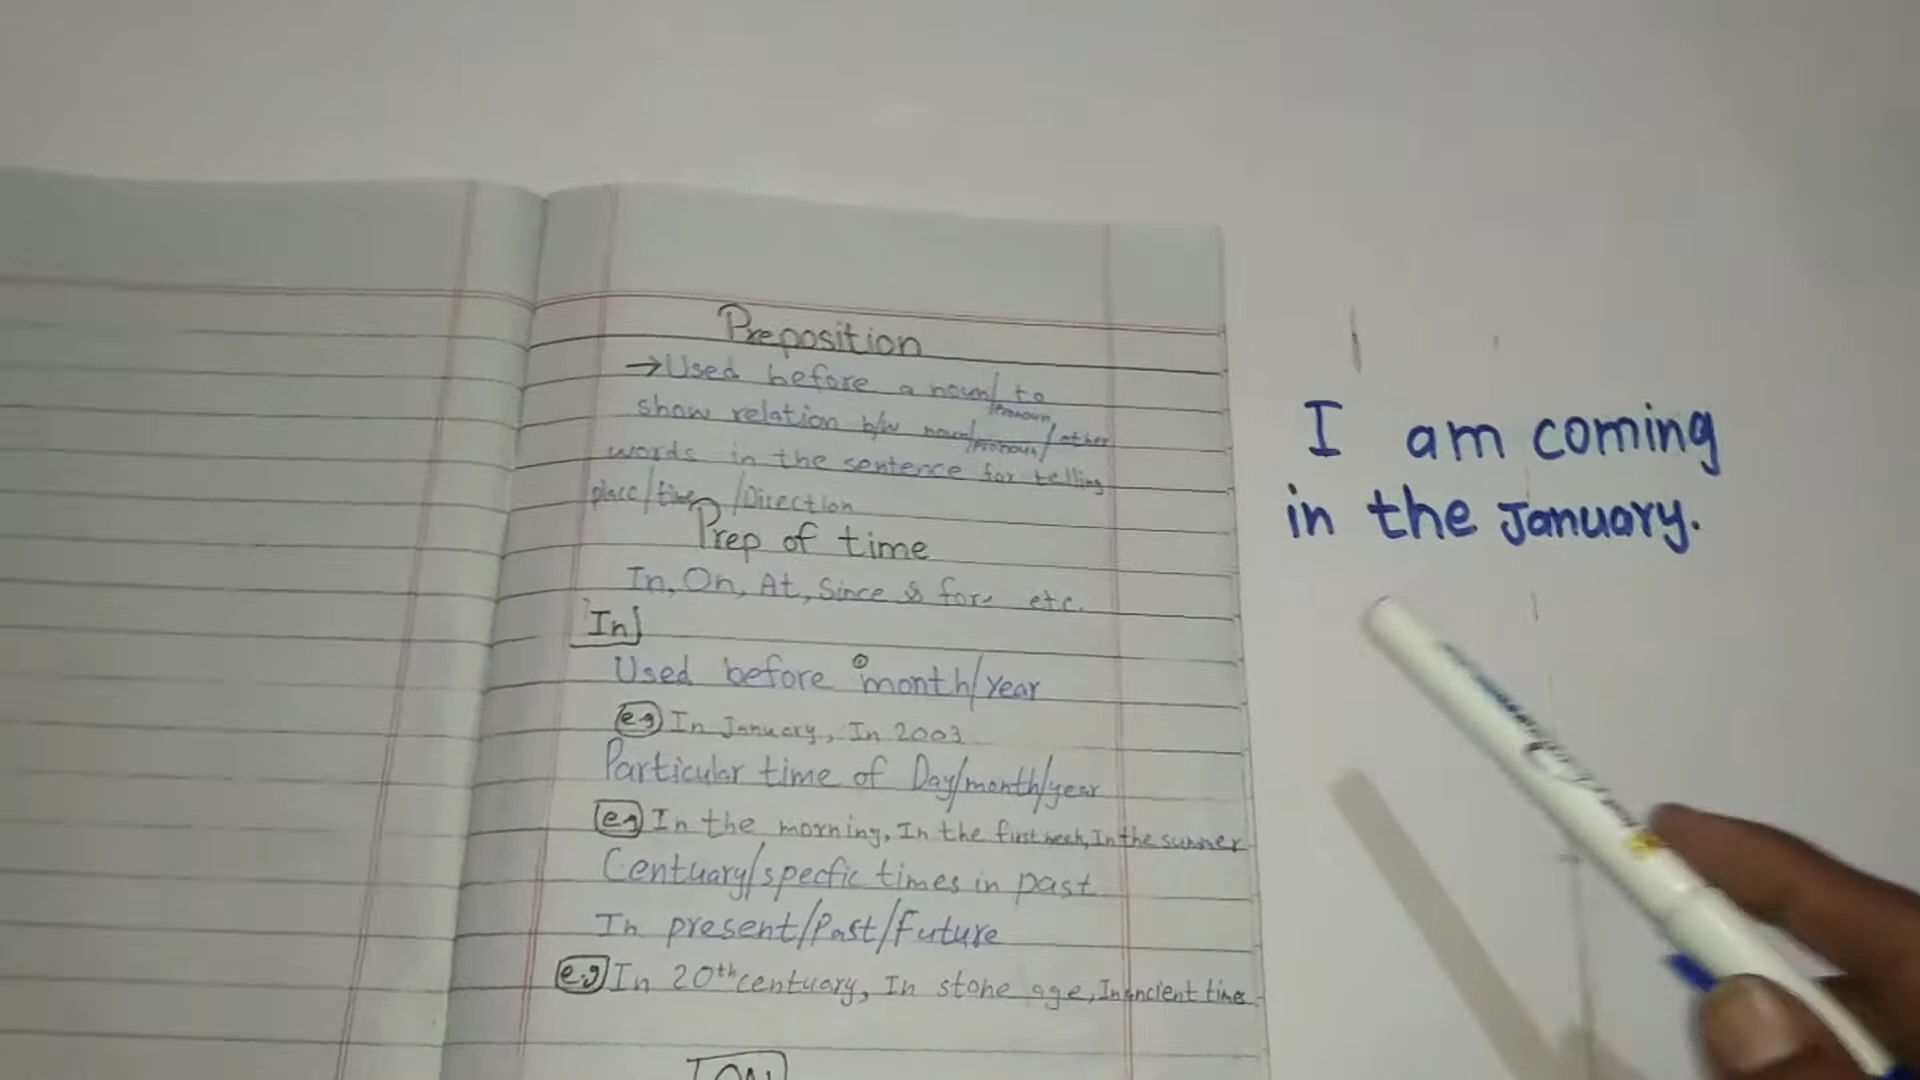 Preposition
→Used before a noun/pronoun to
show relation b/w noun/pronoun/other
words in the sentence for telling
place/time/Direction
Prep of time
In, On, At, Since & for etc.
In
Used before month/year
e.g In January, In 2003
Particular time of Day/month/year
e.g In the morning, In the first week, In the summer
Centuary/specfic times in past
In present/Past/Future
e.g In 20th centuary, In stone age, In ancient times
ON
I am coming
in the January.